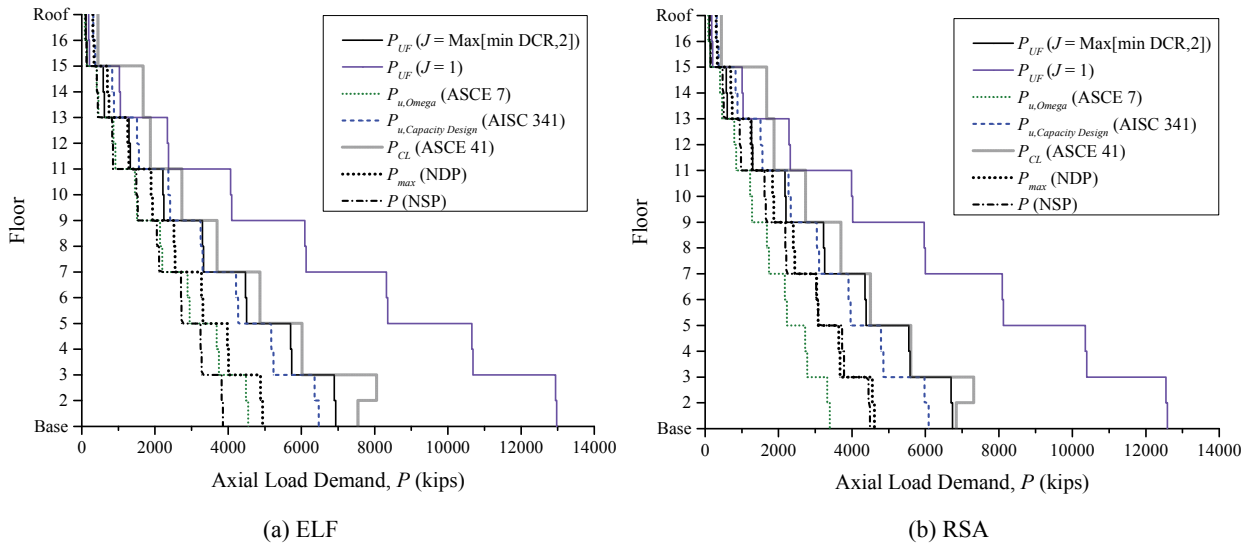 Roof
16
15
14
13
12
11
10
9
8
7
6
5
4
3
2
Base
Floor
0 2000 4000 6000 8000 10000 12000 14000
Axial Load Demand, P (kips)
P_UF (J = Max[min DCR,2])
P_UF (J = 1)
P_u,Omega (ASCE 7)
P_u,Capacity Design (AISC 341)
P_CL (ASCE 41)
P_max (NDP)
P (NSP)
(a) ELF
Roof
16
15
14
13
12
11
10
9
8
7
6
5
4
3
2
Base
Floor
0 2000 4000 6000 8000 10000 12000 14000
Axial Load Demand, P (kips)
P_UF (J = Max[min DCR,2])
P_UF (J = 1)
P_u,Omega (ASCE 7)
P_u,Capacity Design (AISC 341)
P_CL (ASCE 41)
P_max (NDP)
P (NSP)
(b) RSA